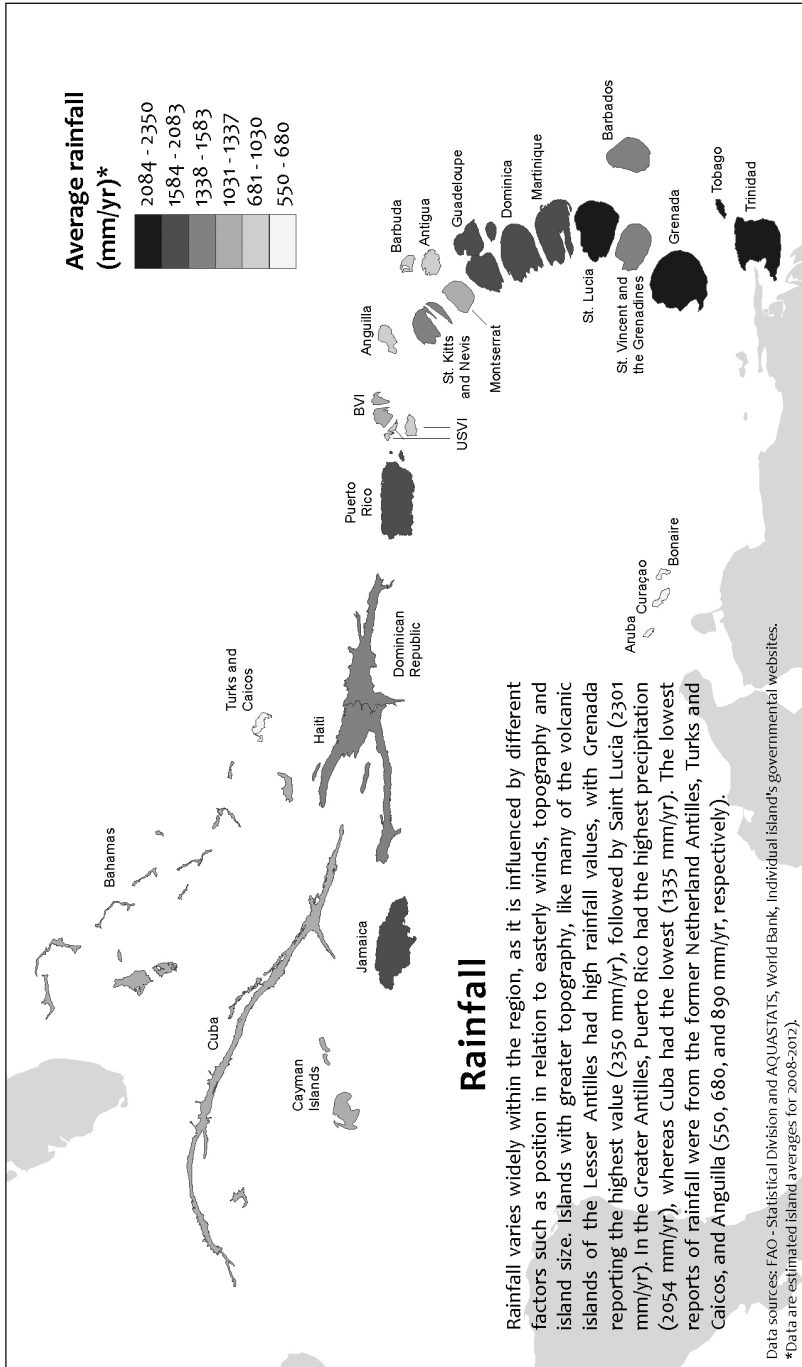 Average rainfall
(mm/yr)*
2084 - 2350
1584 - 2083
1338 - 1583
1031 - 1337
681 - 1030
550 - 680
Bahamas
Turks and
Caicos
Cuba
Cayman
Islands
Jamaica
Haiti
Dominican
Republic
Puerto
Rico
BVI
USVI
Anguilla
Barbuda
Antigua
St. Kitts
and Nevis
Montserrat
Guadeloupe
Dominica
Martinique
St. Lucia
Barbados
St. Vincent and
the Grenadines
Grenada
Tobago
Trinidad
Aruba
Curaçao
Bonaire
Rainfall
Rainfall varies widely within the region, as it is influenced by different
factors such as position in relation to easterly winds, topography and
island size. Islands with greater topography, like many of the volcanic
islands of the Lesser Antilles had high rainfall values, with Grenada
reporting the highest value (2350 mm/yr), followed by Saint Lucia (2301
mm/yr). In the Greater Antilles, Puerto Rico had the highest precipitation
(2054 mm/yr), whereas Cuba had the lowest (1335 mm/yr). The lowest
reports of rainfall were from the former Netherland Antilles, Turks and
Caicos, and Anguilla (550, 680, and 890 mm/yr, respectively).
Data sources: FAO - Statistical Division and AQUASTATS, World Bank, Individual island's governmental websites.
*Data are estimated island averages for 2008-2012).